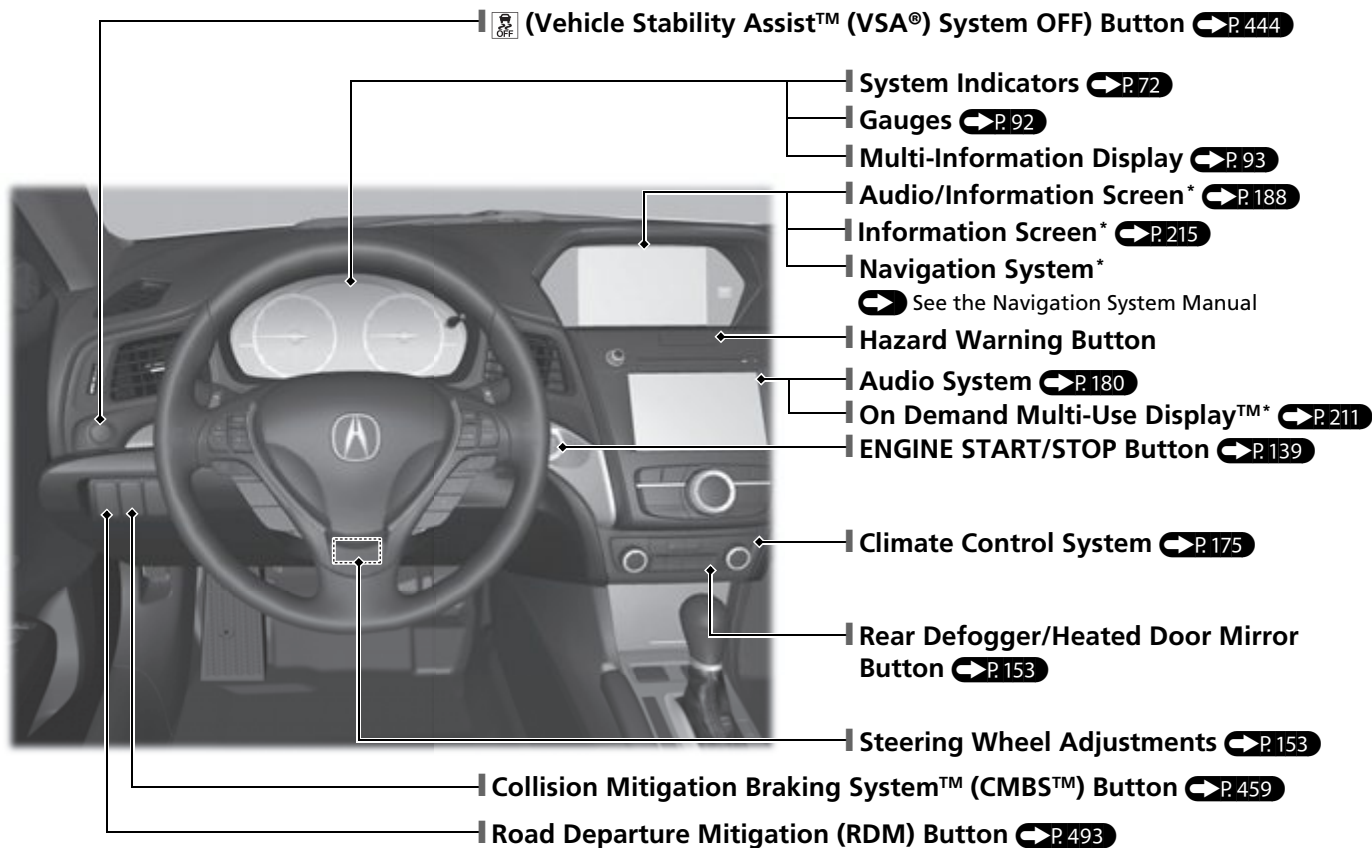 OFF (Vehicle Stability Assist™ (VSA®) System OFF) Button P. 444
System Indicators P. 72
Gauges P. 92
Multi-Information Display P. 93
Audio/Information Screen* P. 188
Information Screen* P. 215
Navigation System*
See the Navigation System Manual
Hazard Warning Button
Audio System P. 180
On Demand Multi-Use Display™* P. 211
ENGINE START/STOP Button P. 139
Climate Control System P. 175
Rear Defogger/Heated Door Mirror
Button P. 153
Steering Wheel Adjustments P. 153
Collision Mitigation Braking System™ (CMBS™) Button P. 459
Road Departure Mitigation (RDM) Button P. 493